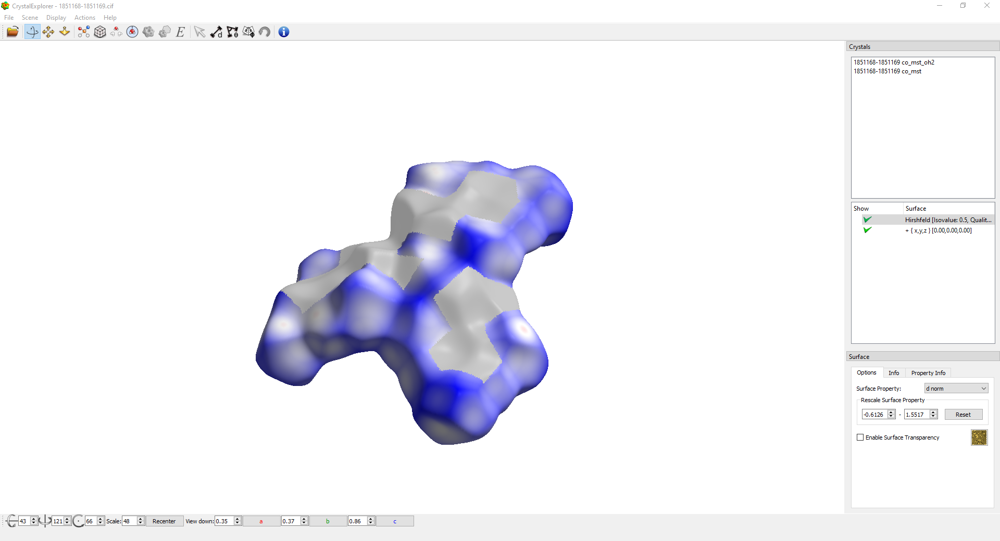 CrystalExplorer - 1851168-1851169.cif
File Scene Display Actions Help
E d θ φ i
Crystals
1851168-1851169 co_mst_oh2
1851168-1851169 co_mst
Show Surface
Hirshfeld [Isovalue: 0.5, Qualit...
+ { x,y,z } [0.00,0.00,0.00]
Surface
Options Info Property Info
Surface Property: d norm
Rescale Surface Property
-0.6126 - 1.5517 Reset
Enable Surface Transparency
43 121 66 Scale: 48 Recenter View down: 0.35 a 0.37 b 0.86 c